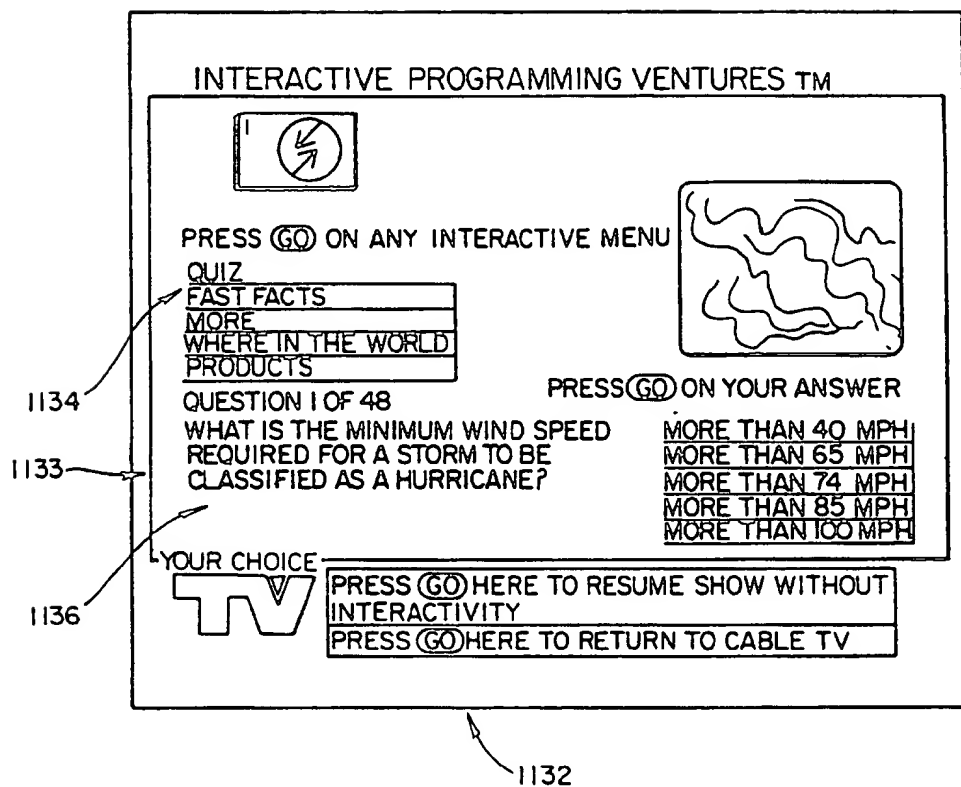 INTERACTIVE PROGRAMMING VENTURES TM
PRESS GO ON ANY INTERACTIVE MENU
QUIZ
FAST FACTS
MORE
WHERE IN THE WORLD
PRODUCTS
1134
PRESS GO ON YOUR ANSWER
QUESTION 1 OF 48
WHAT IS THE MINIMUM WIND SPEED
REQUIRED FOR A STORM TO BE
CLASSIFIED AS A HURRICANE?
MORE THAN 40 MPH
MORE THAN 65 MPH
MORE THAN 74 MPH
MORE THAN 85 MPH
MORE THAN 100 MPH
1133
YOUR CHOICE
TV
1136
PRESS GO HERE TO RESUME SHOW WITHOUT
INTERACTIVITY
PRESS GO HERE TO RETURN TO CABLE TV
1132